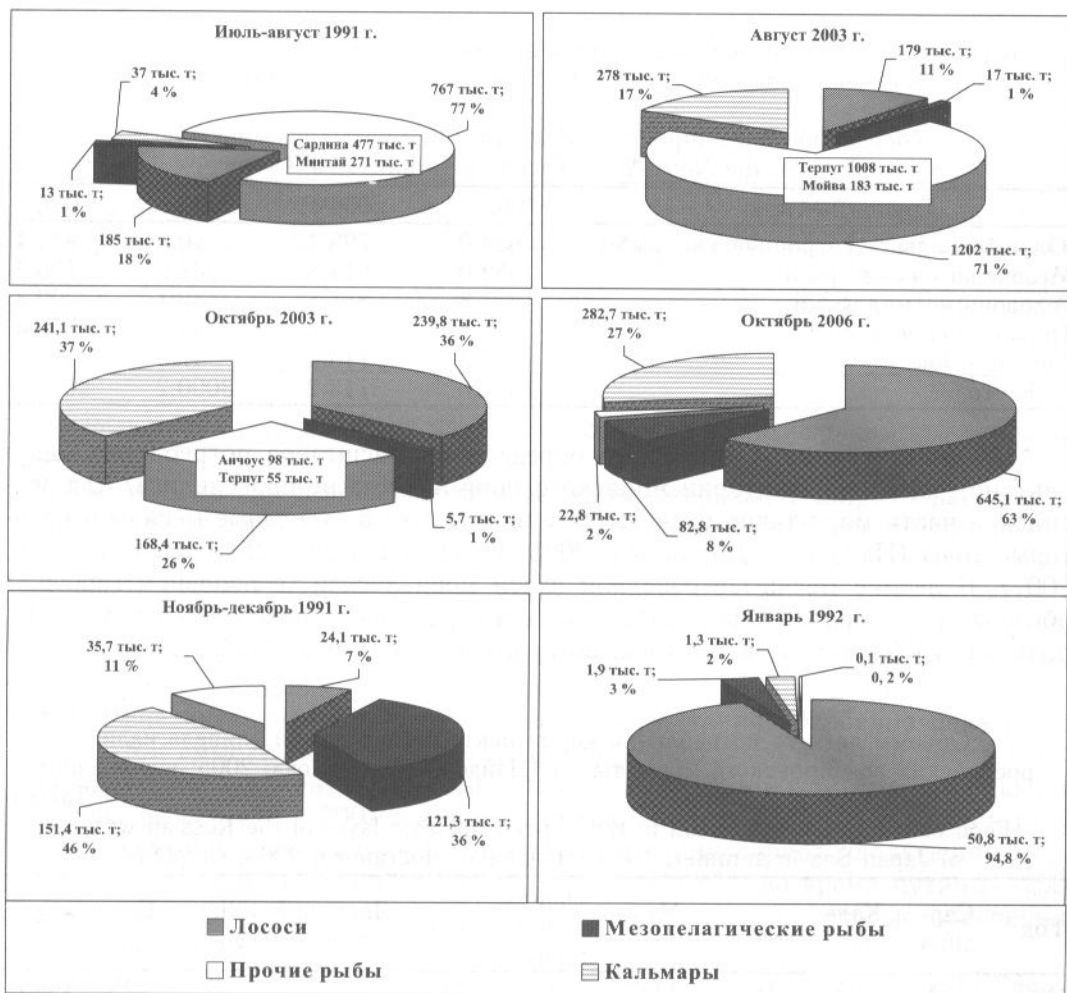 Июль-август 1991 г.
37 тыс. т;
4 %
767 тыс. т;
77 %
Сардина 477 тыс. т
Минтай 271 тыс. т
13 тыс. т;
1 %
185 тыс. т;
18 %
Август 2003 г.
278 тыс. т;
17 %
179 тыс. т;
11 %
17 тыс. т;
1 %
Терпуг 1008 тыс. т
Мойва 183 тыс. т
1202 тыс. т;
71 %
Октябрь 2003 г.
241,1 тыс. т;
37 %
239,8 тыс. т;
36 %
Анчоус 98 тыс. т
Терпуг 55 тыс. т
5,7 тыс. т;
1 %
168,4 тыс. т;
26 %
Октябрь 2006 г.
282,7 тыс. т;
27 %
22,8 тыс. т;
2 %
82,8 тыс. т;
8 %
645,1 тыс. т;
63 %
Ноябрь-декабрь 1991 г.
35,7 тыс. т;
11 %
24,1 тыс. т;
7 %
151,4 тыс. т;
46 %
121,3 тыс. т;
36 %
Январь 1992 г.
1,3 тыс. т;
2 %
0,1 тыс. т;
0, 2 %
1,9 тыс. т;
3 %
50,8 тыс. т;
94,8 %
Лососи
Мезопелагические рыбы
Прочие рыбы
Кальмары